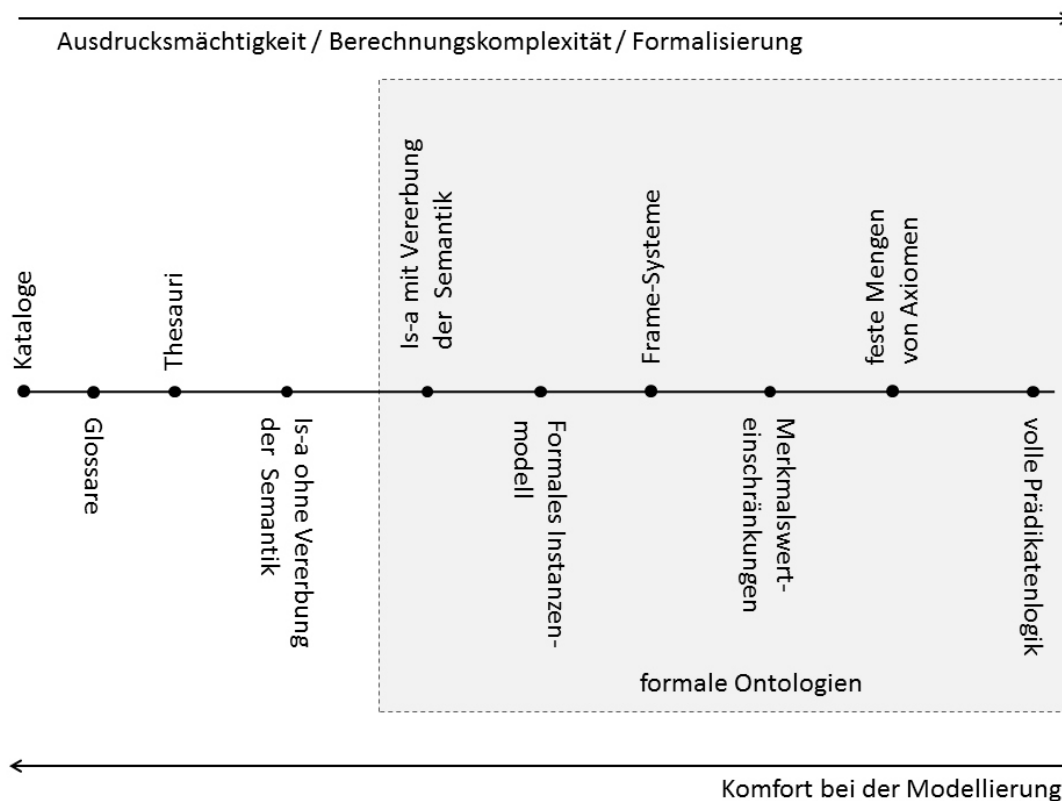 Ausdrucksmächtigkeit / Berechnungskomplexität / Formalisierung
Kataloge
Glossare
Thesauri
Is-a ohne Vererbung
der Semantik
Is-a mit Vererbung
der Semantik
Formales Instanzen-
modell
Frame-Systeme
Merkmalswert-
einschränkungen
feste Mengen
von Axiomen
volle Prädikatenlogik
formale Ontologien
Komfort bei der Modellierung